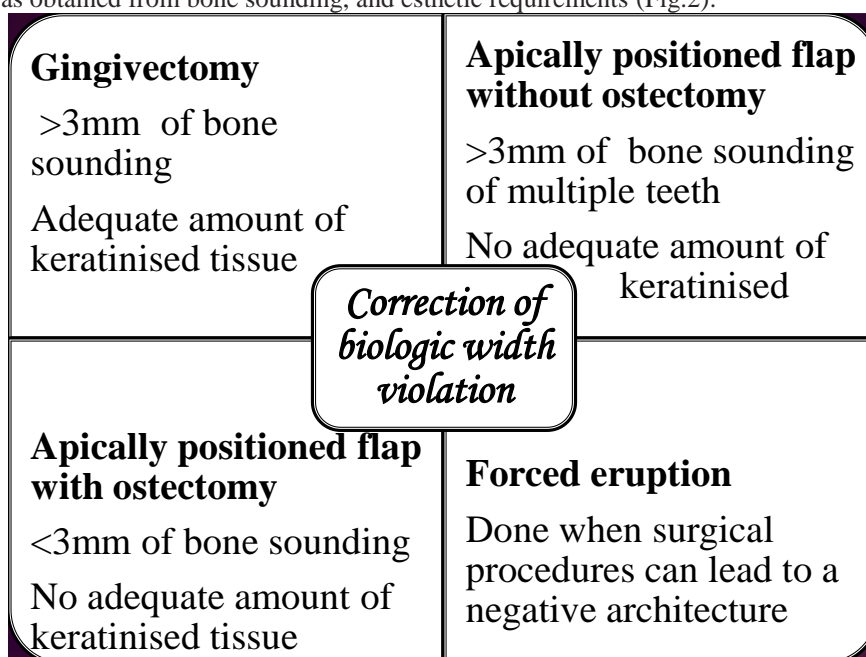 as obtained from bone sounding, and esthetic requirements (Fig.2).
Gingivectomy
>3mm of bone
sounding
Adequate amount of
keratinised tissue
Apically positioned flap
without ostectomy
>3mm of bone sounding
of multiple teeth
No adequate amount of
keratinised
Correction of
biologic width
violation
Apically positioned flap
with ostectomy
<3mm of bone sounding
No adequate amount of
keratinised tissue
Forced eruption
Done when surgical
procedures can lead to a
negative architecture